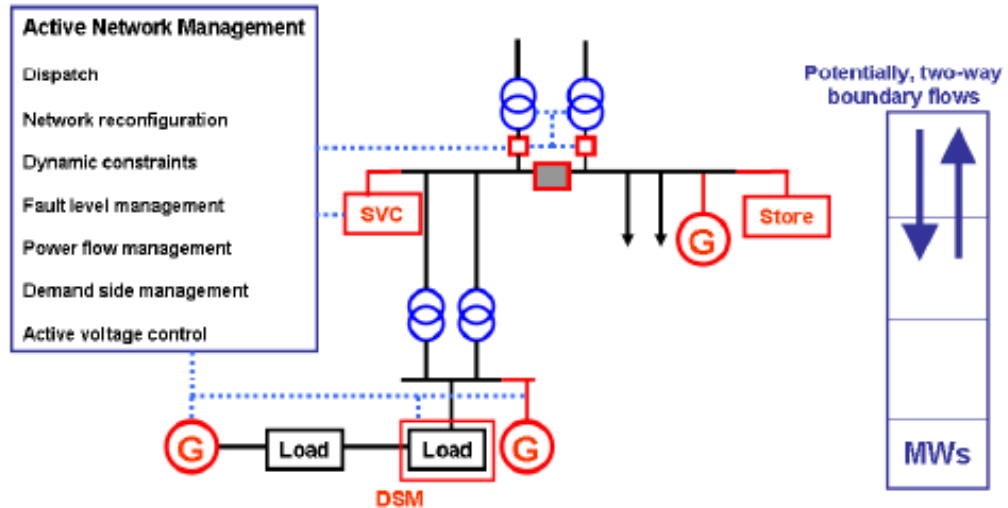 Active Network Management
Dispatch
Network reconfiguration
Dynamic constraints
Fault level management
Power flow management
Demand side management
Active voltage control
Potentially, two-way
boundary flows
SVC
G
Store
G
Load
Load
G
DSM
MWs